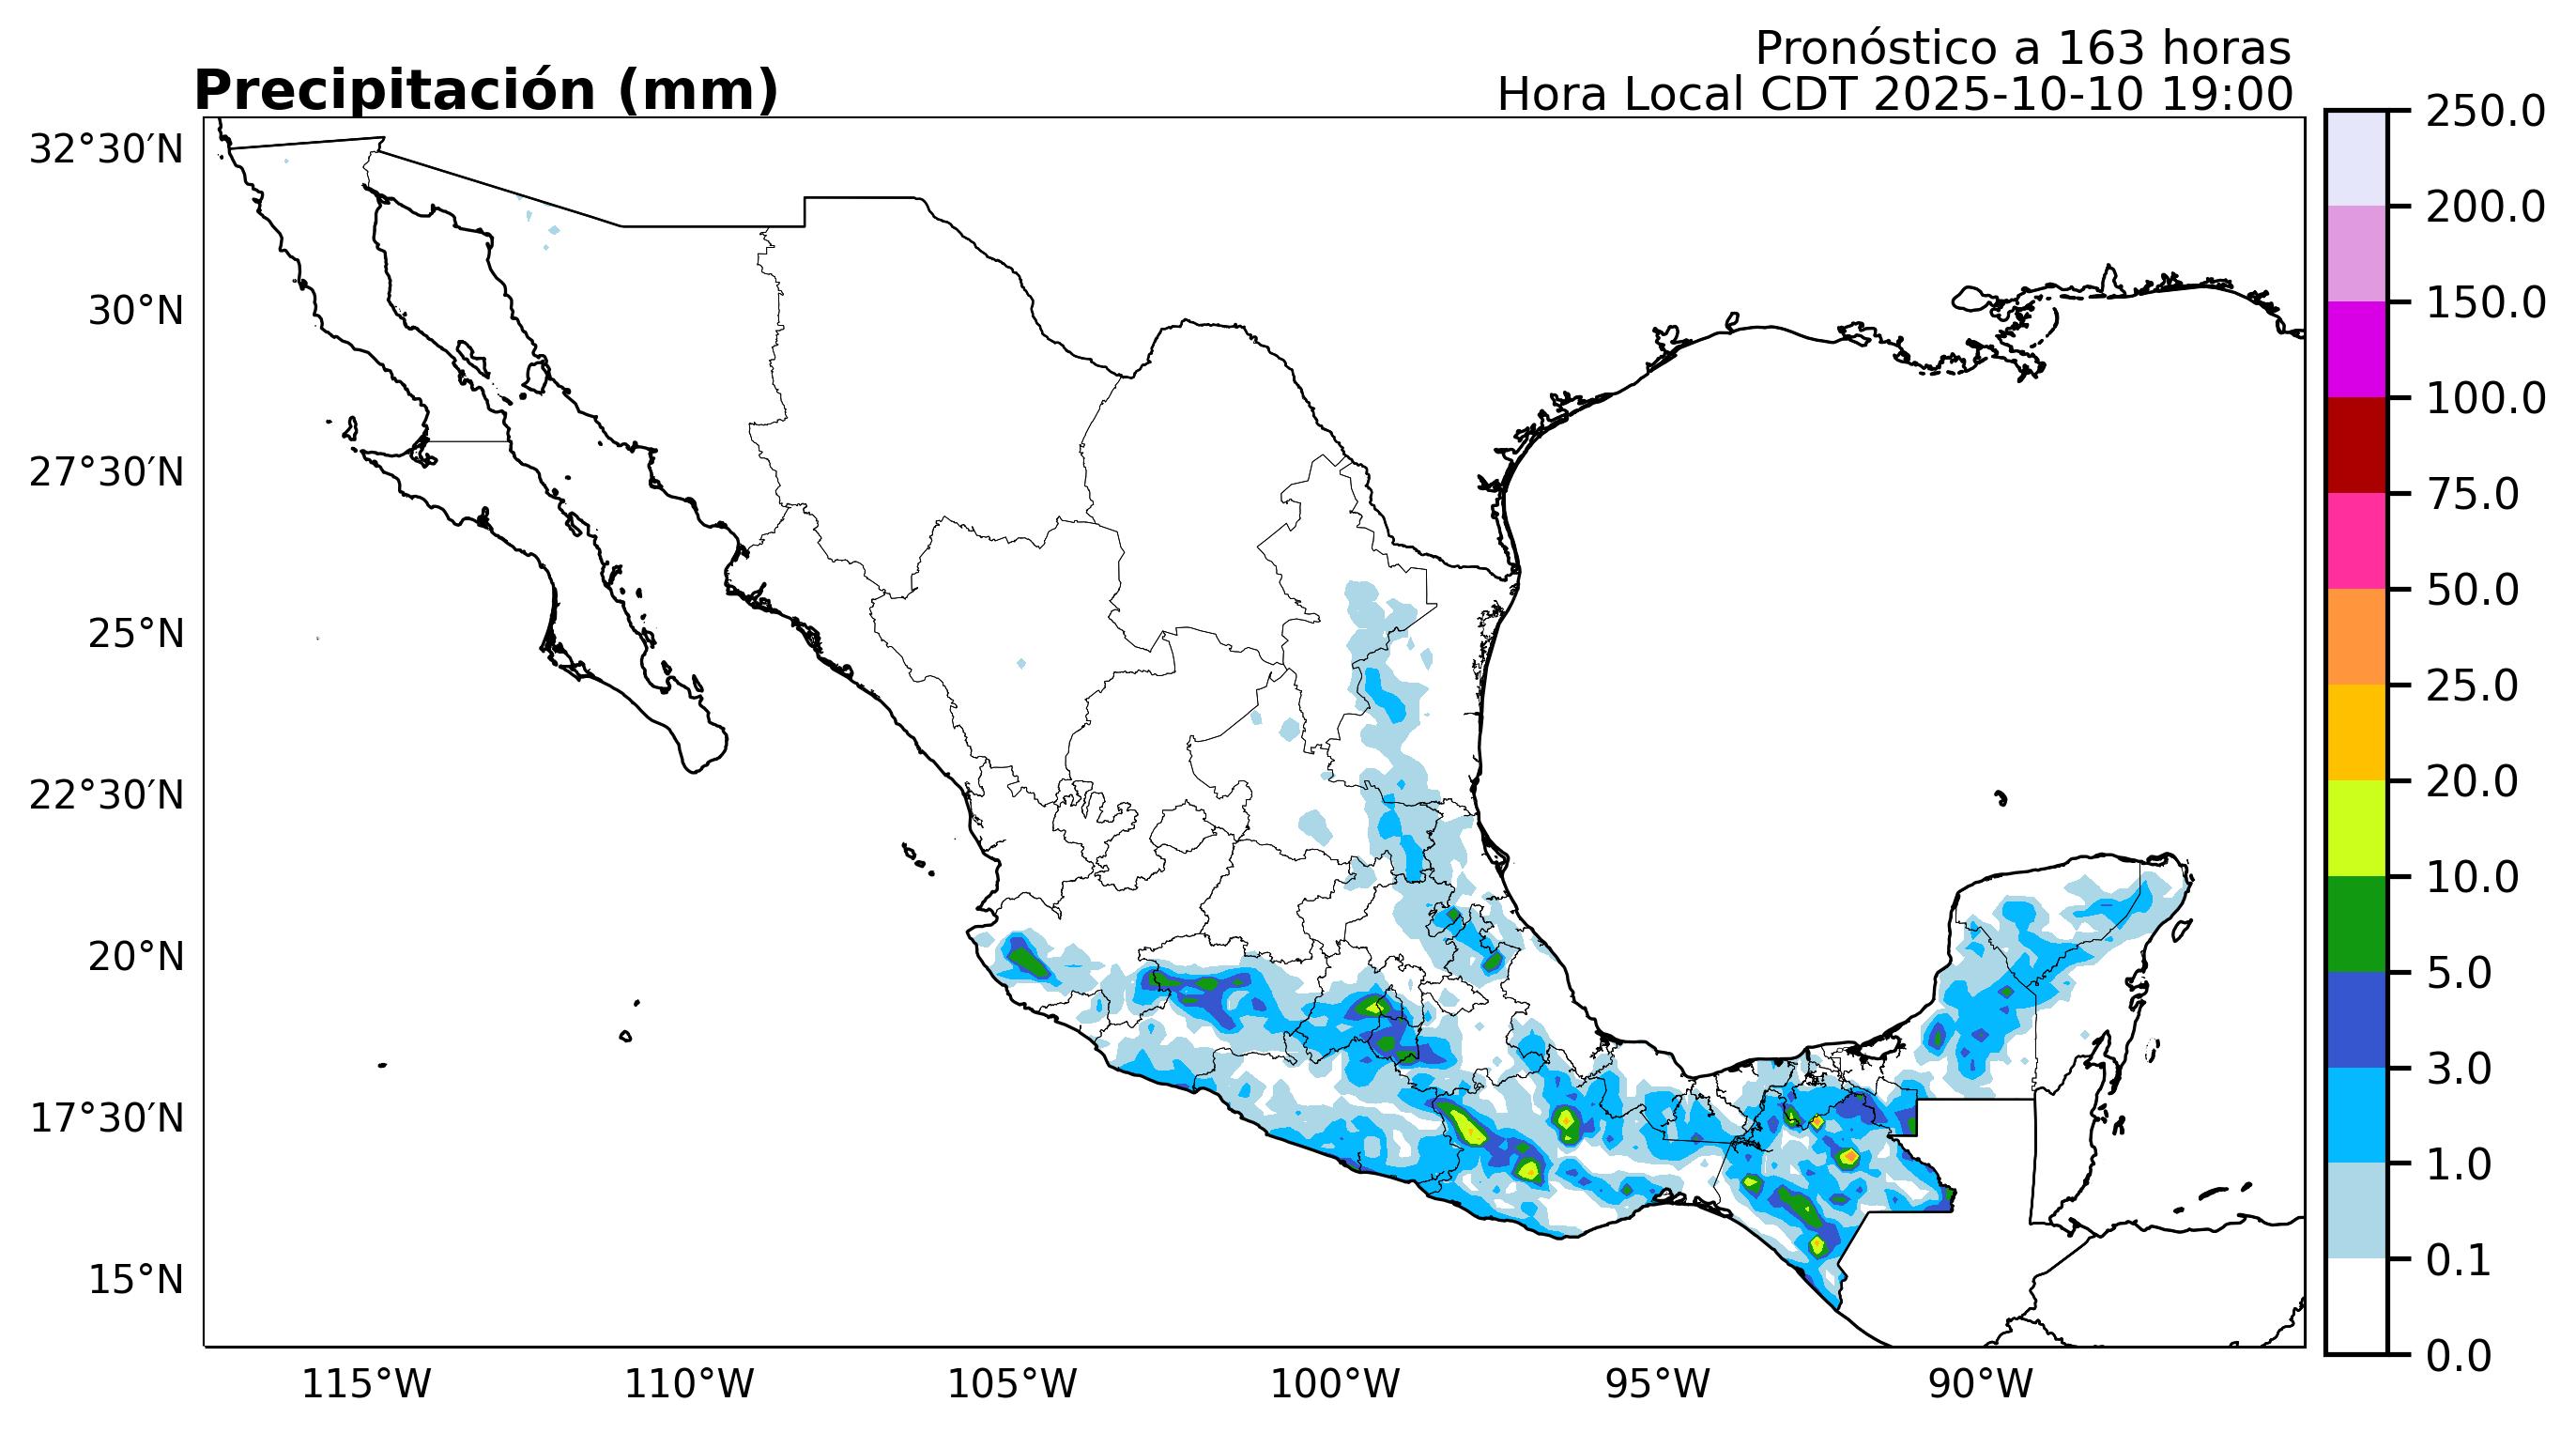 Pronóstico a 163 horas
Precipitación (mm)
Hora Local CDT 2025-10-10 19:00
32°30′N
30°N
27°30′N
25°N
22°30′N
20°N
17°30′N
15°N
115°W
110°W
105°W
100°W
95°W
90°W
250.0
200.0
150.0
100.0
75.0
50.0
25.0
20.0
10.0
5.0
3.0
1.0
0.1
0.0